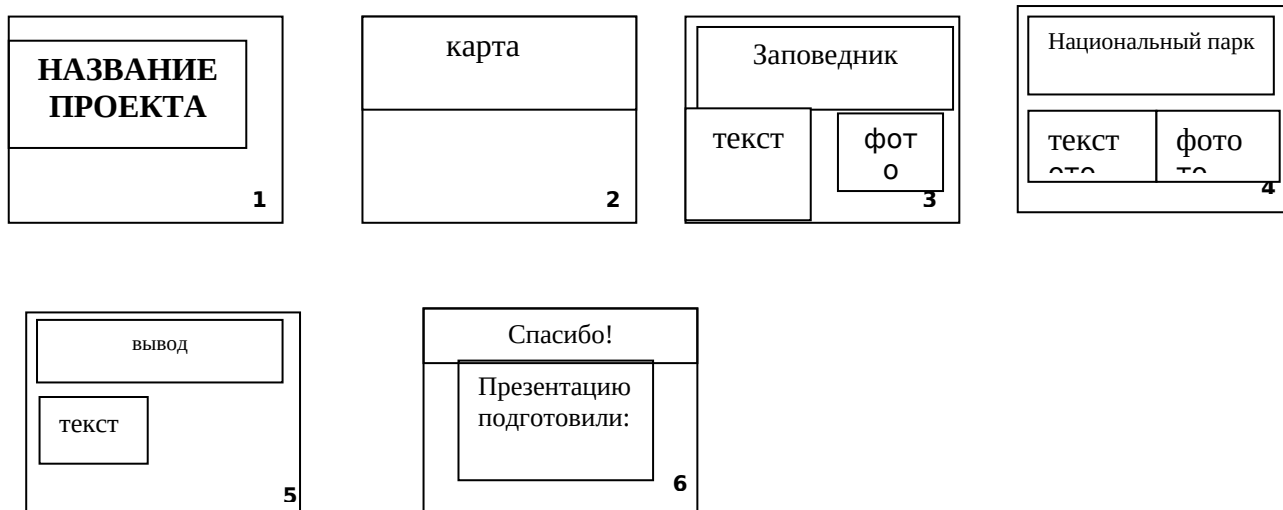 НАЗВАНИЕ
ПРОЕКТА
1
карта
2
Заповедник
текст
фот
о
3
Национальный парк
текст
фото
4
вывод
текст
5
Спасибо!
Презентацию
подготовили:
6